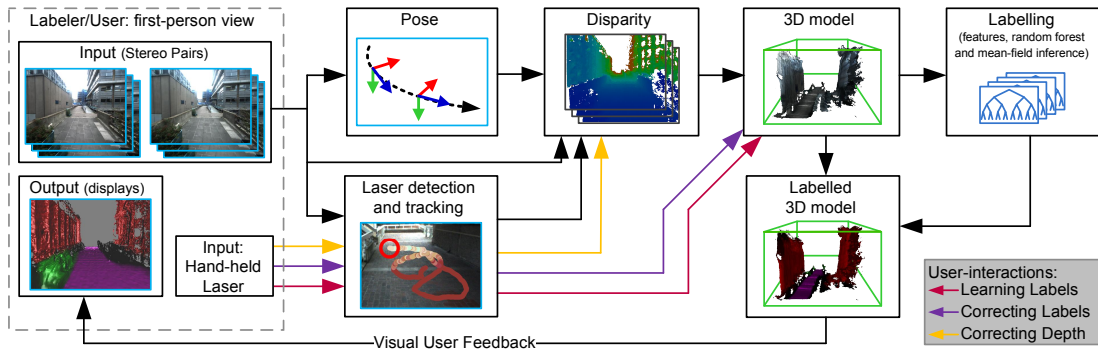 Labeler/User: first-person view
Input (Stereo Pairs)
Output (displays)
Input:
Hand-held
Laser
Pose
Laser detection
and tracking
Disparity
3D model
Labelled
3D model
Labelling
(features, random forest
and mean-field inference)
User-interactions:
Learning Labels
Correcting Labels
Correcting Depth
Visual User Feedback